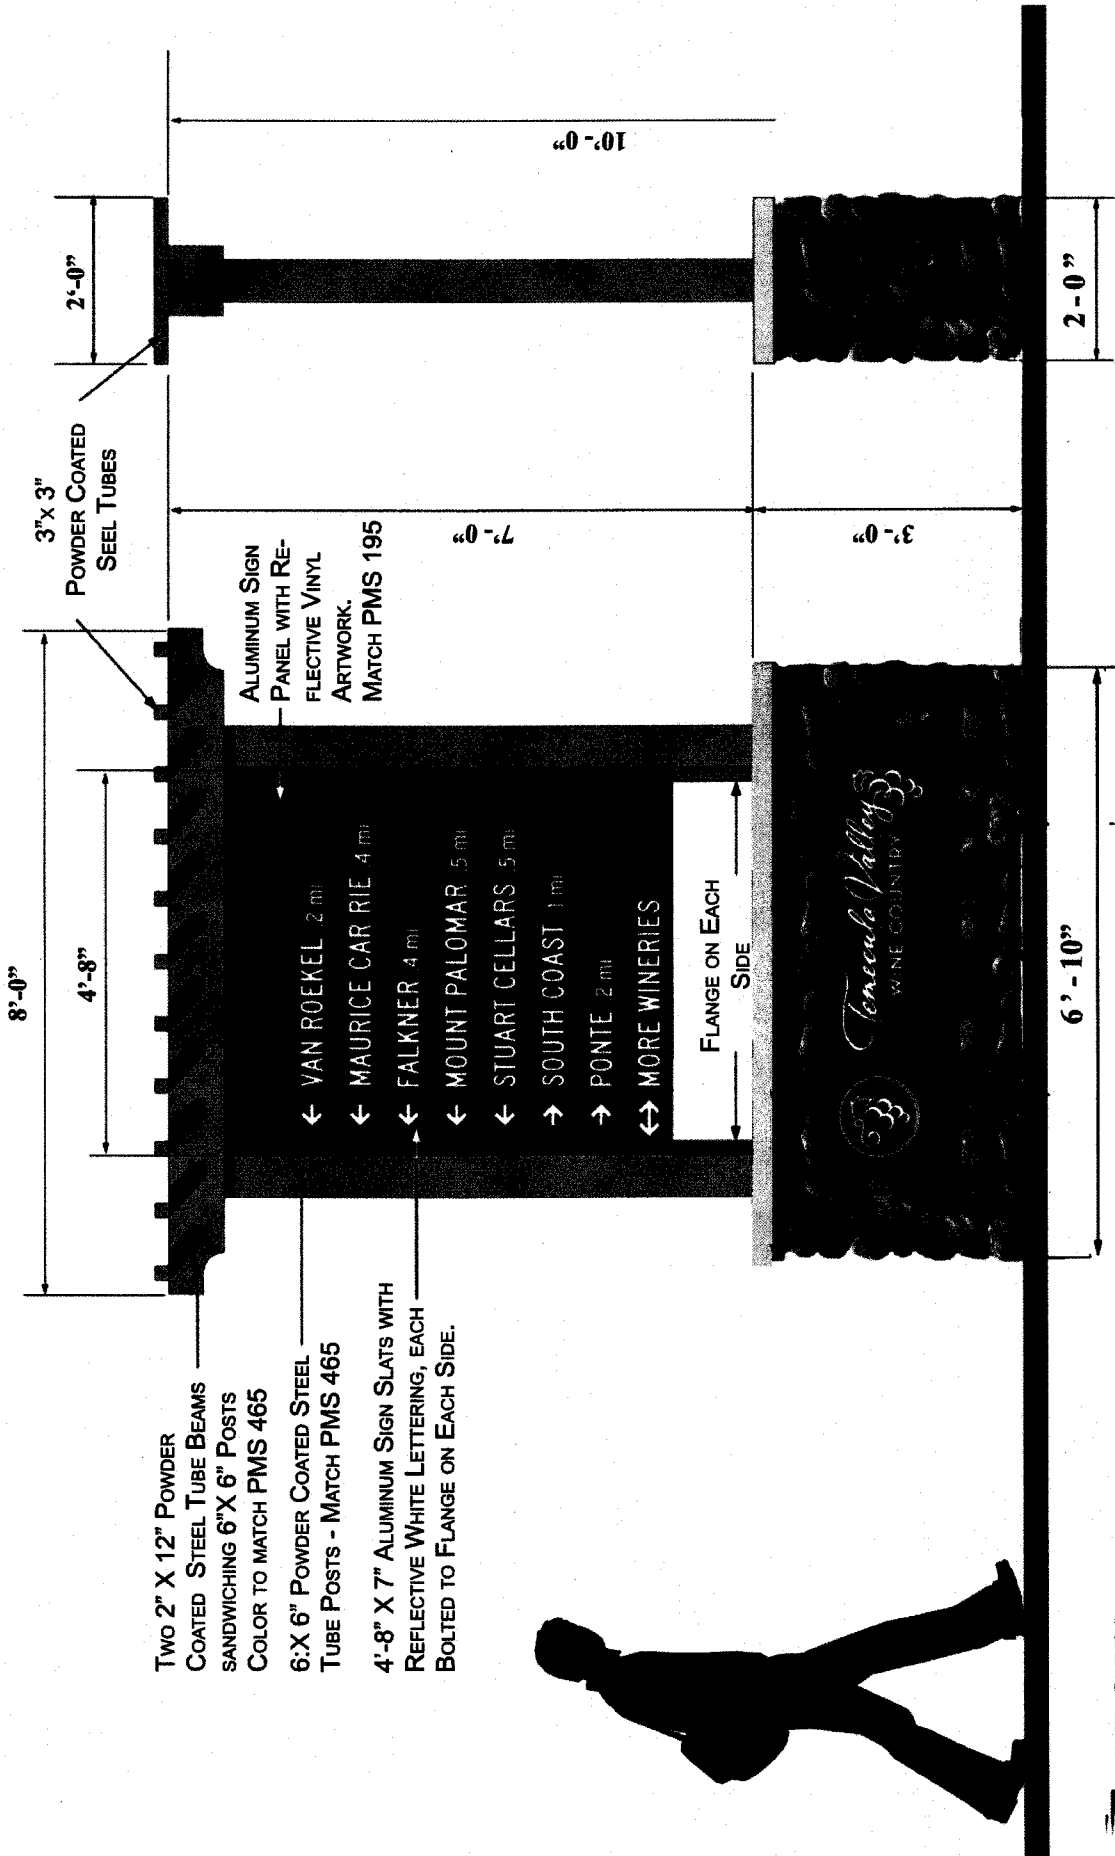 8'-0"
4'-8"
3"X 3"
POWDER COATED
SEEL TUBES
2'-0"
TWO 2" X 12" POWDER
COATED STEEL TUBE BEAMS
SANDWICHING 6"X 6" POSTS
COLOR TO MATCH PMS 465
6:X 6" POWDER COATED STEEL
TUBE POSTS - MATCH PMS 465
4'-8" X 7" ALUMINUM SIGN SLATS WITH
REFLECTIVE WHITE LETTERING, EACH
BOLTED TO FLANGE ON EACH SIDE.
← VAN ROEKEL 2 mi
← MAURICE CAR RIE .4 mi
← FALKNER .4 mi
← MOUNT PALOMAR .5 mi
← STUART CELLARS .5 mi
→ SOUTH COAST 1 mi
→ PONTE 2 mi
↔ MORE WINERIES
ALUMINUM SIGN
PANEL WITH RE-
FLECTIVE VINYL
ARTWORK.
MATCH PMS 195
FLANGE ON EACH
SIDE
7'-0"
10'-0"
3'-0"
Temecula Valley
WINE COUNTRY
6'-10"
2-0"